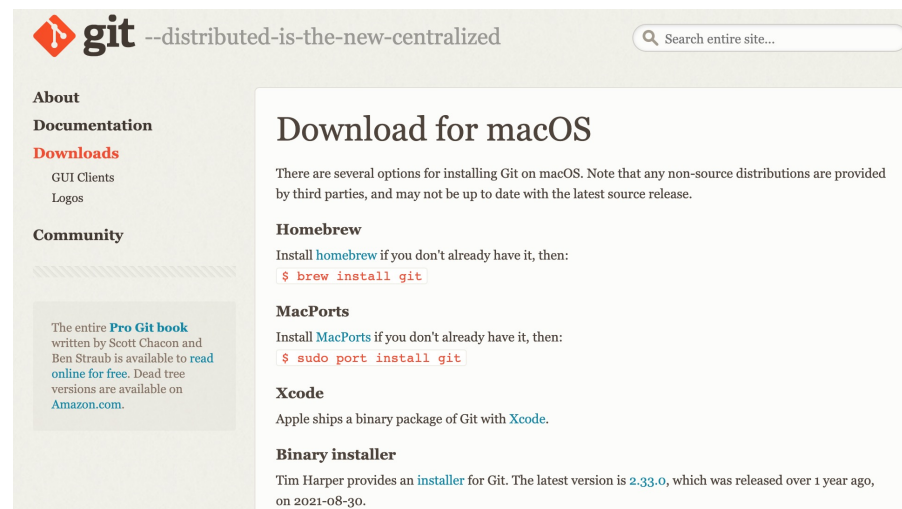 git --distributed-is-the-new-centralized
Search entire site...
About
Documentation
Downloads
GUI Clients
Logos
Community
The entire Pro Git book
written by Scott Chacon and
Ben Straub is available to read
online for free. Dead tree
versions are available on
Amazon.com.
Download for macOS
There are several options for installing Git on macOS. Note that any non-source distributions are provided
by third parties, and may not be up to date with the latest source release.
Homebrew
Install homebrew if you don't already have it, then:
$ brew install git
MacPorts
Install MacPorts if you don't already have it, then:
$ sudo port install git
Xcode
Apple ships a binary package of Git with Xcode.
Binary installer
Tim Harper provides an installer for Git. The latest version is 2.33.0, which was released over 1 year ago,
on 2021-08-30.